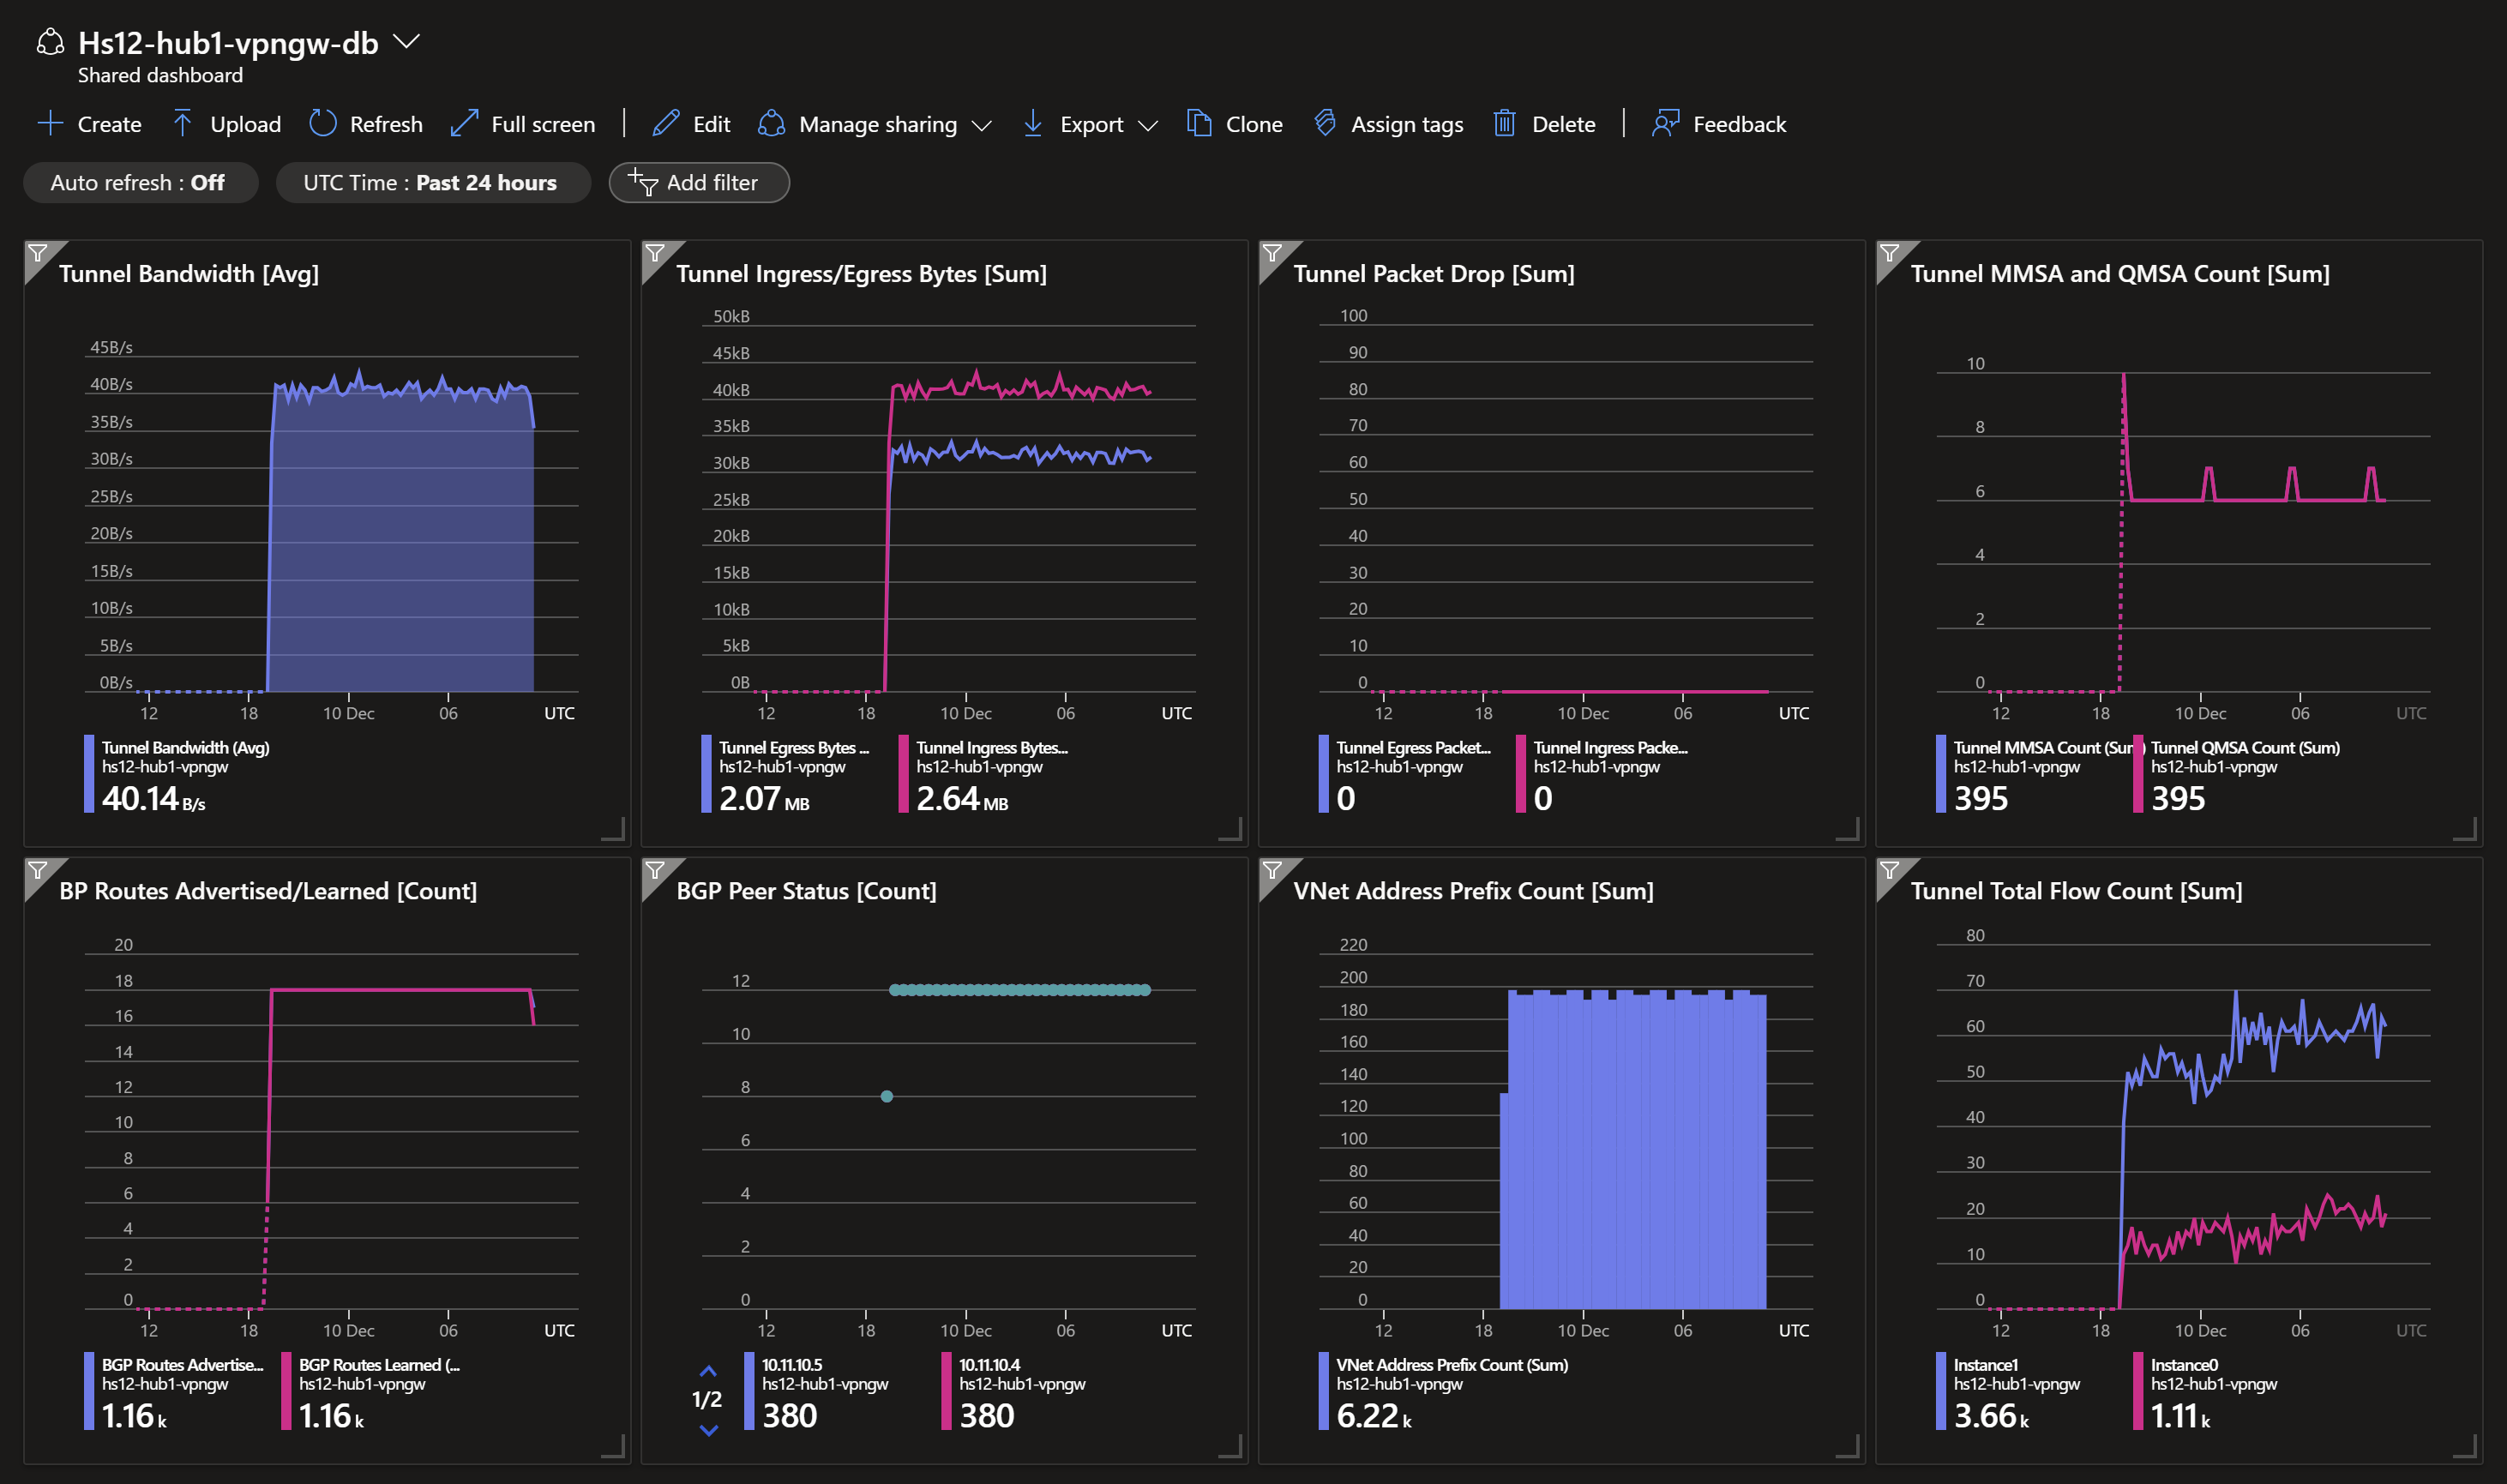 Hs12-hub1-vpngw-db
Shared dashboard
Create Upload Refresh Full screen Edit Manage sharing Export Clone Assign tags Delete Feedback
Auto refresh : Off UTC Time : Past 24 hours Add filter
Tunnel Bandwidth [Avg]
45B/s
40B/s
35B/s
30B/s
25B/s
20B/s
15B/s
10B/s
5B/s
0B/s
12 18 10 Dec 06 UTC
Tunnel Bandwidth (Avg)
hs12-hub1-vpngw
40.14 B/s
Tunnel Ingress/Egress Bytes [Sum]
50kB
45kB
40kB
35kB
30kB
25kB
20kB
15kB
10kB
5kB
0B
12 18 10 Dec 06 UTC
Tunnel Egress Bytes ... Tunnel Ingress Bytes...
hs12-hub1-vpngw hs12-hub1-vpngw
2.07 MB 2.64 MB
Tunnel Packet Drop [Sum]
100
90
80
70
60
50
40
30
20
10
0
12 18 10 Dec 06 UTC
Tunnel Egress Packet... Tunnel Ingress Packe...
hs12-hub1-vpngw hs12-hub1-vpngw
0 0
Tunnel MMSA and QMSA Count [Sum]
10
8
6
4
2
0
12 18 10 Dec 06 UTC
Tunnel MMSA Count (Sum) Tunnel QMSA Count (Sum)
hs12-hub1-vpngw hs12-hub1-vpngw
395 395
BP Routes Advertised/Learned [Count]
20
18
16
14
12
10
8
6
4
2
0
12 18 10 Dec 06 UTC
BGP Routes Advertise... BGP Routes Learned (...
hs12-hub1-vpngw hs12-hub1-vpngw
1.16 k 1.16 k
BGP Peer Status [Count]
12
10
8
6
4
2
0
12 18 10 Dec 06 UTC
1/2
10.11.10.5 10.11.10.4
hs12-hub1-vpngw hs12-hub1-vpngw
380 380
VNet Address Prefix Count [Sum]
220
200
180
160
140
120
100
80
60
40
20
0
12 18 10 Dec 06 UTC
VNet Address Prefix Count (Sum)
hs12-hub1-vpngw
6.22 k
Tunnel Total Flow Count [Sum]
80
70
60
50
40
30
20
10
0
12 18 10 Dec 06 UTC
Instance1 Instance0
hs12-hub1-vpngw hs12-hub1-vpngw
3.66 k 1.11 k